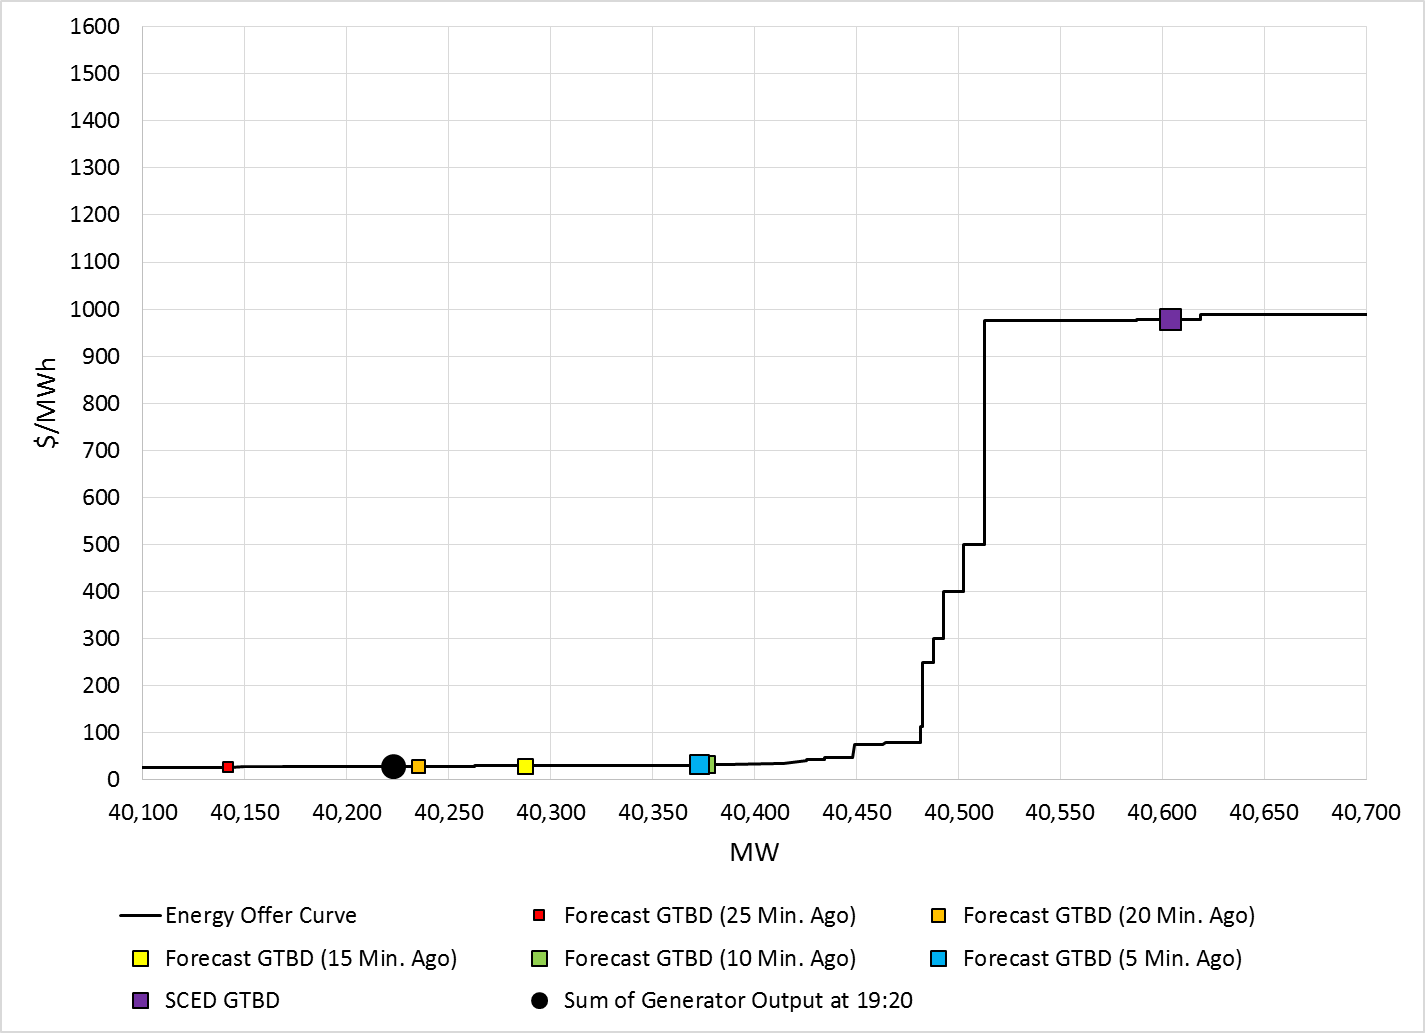 1600
1500
1400
1300
1200
1100
1000
900
800
700
600
500
400
300
200
100
0
$/MWh
40,100 40,150 40,200 40,250 40,300 40,350 40,400 40,450 40,500 40,550 40,600 40,650 40,700
MW
Energy Offer Curve Forecast GTBD (25 Min. Ago) Forecast GTBD (20 Min. Ago)
Forecast GTBD (15 Min. Ago) Forecast GTBD (10 Min. Ago) Forecast GTBD (5 Min. Ago)
SCED GTBD Sum of Generator Output at 19:20